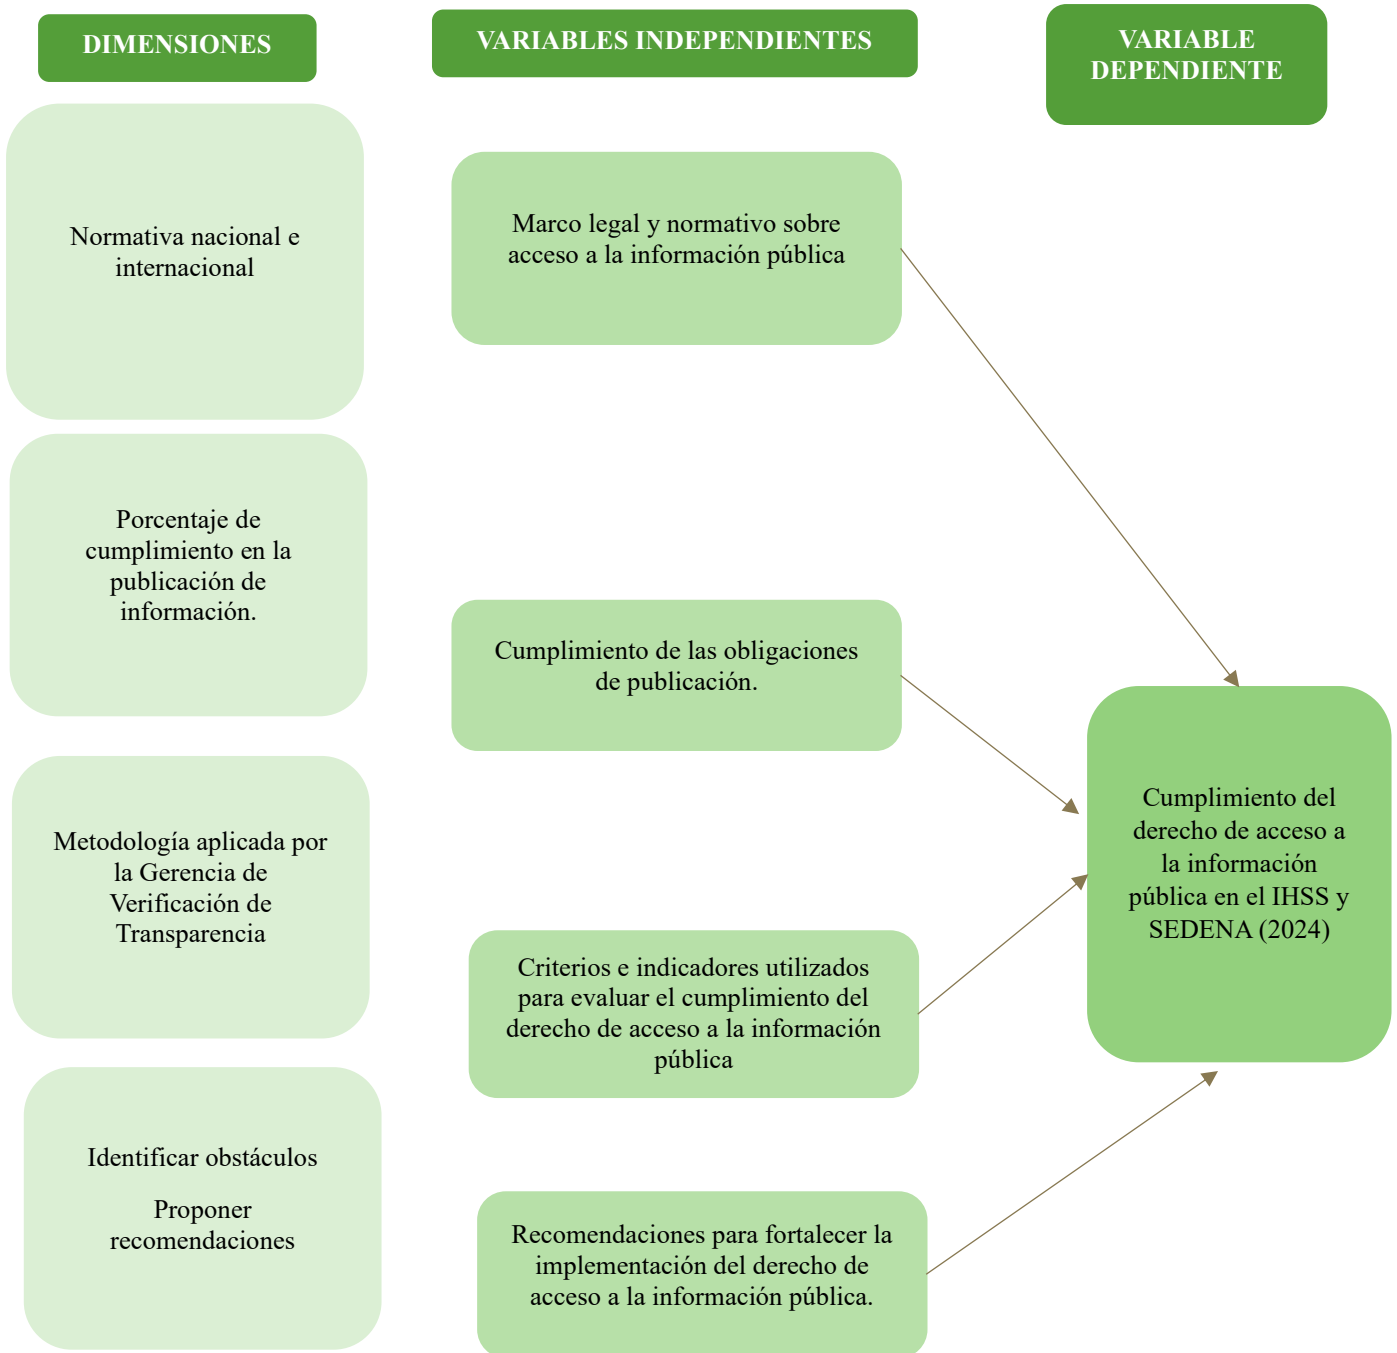 DIMENSIONES
VARIABLES INDEPENDIENTES
VARIABLE
DEPENDIENTE
Normativa nacional e
internacional
Marco legal y normativo sobre
acceso a la información pública
Porcentaje de
cumplimiento en la
publicación de
información.
Cumplimiento de las obligaciones
de publicación.
Metodología aplicada por
la Gerencia de
Verificación de
Transparencia
Criterios e indicadores utilizados
para evaluar el cumplimiento del
derecho de acceso a la información
pública
Identificar obstáculos
Proponer
recomendaciones
Recomendaciones para fortalecer la
implementación del derecho de
acceso a la información pública.
Cumplimiento del
derecho de acceso a
la información
pública en el IHSS y
SEDENA (2024)